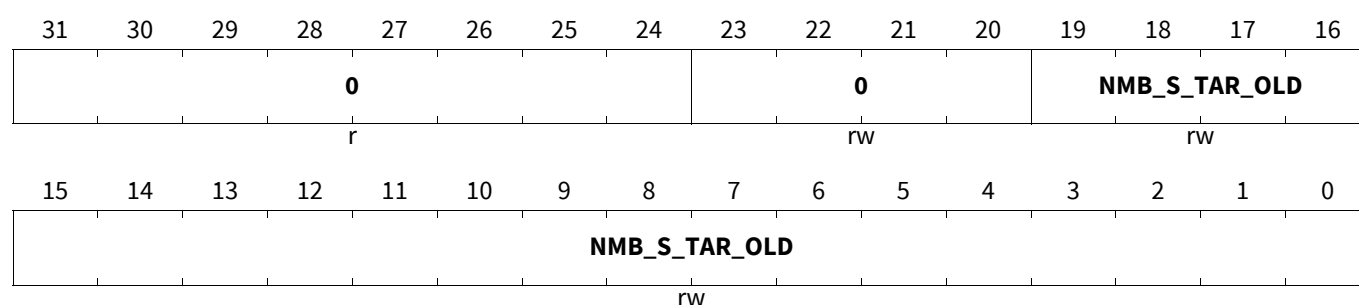 31 30 29 28 27 26 25 24 23 22 21 20 19 18 17 16
0 0 NMB_S_TAR_OLD
r rw rw
15 14 13 12 11 10 9 8 7 6 5 4 3 2 1 0
NMB_S_TAR_OLD
rw